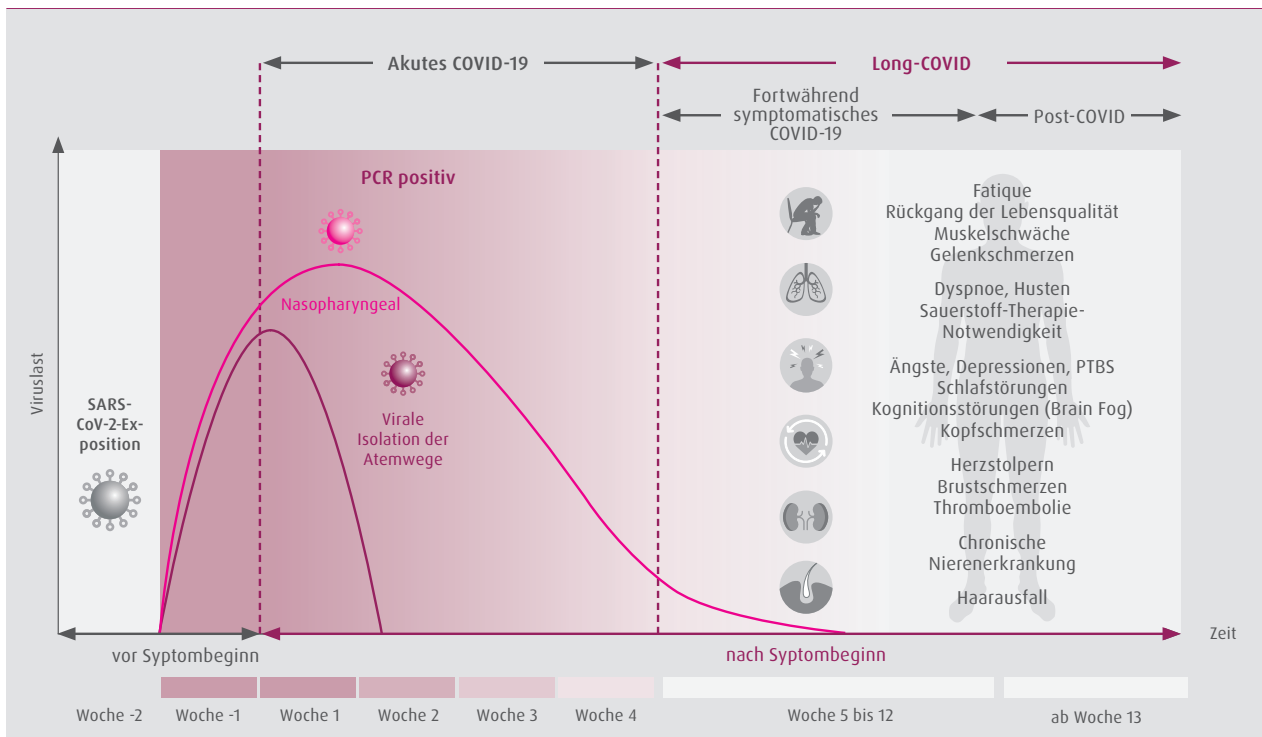 Akutes COVID-19
Long-COVID
Fortwährend
symptomatisches
COVID-19
Post-COVID
PCR positiv
Nasopharyngeal
Virale
Isolation der
Atemwege
Viruslast
SARS-
CoV-2-Ex-
position
Fatique
Rückgang der Lebensqualität
Muskelschwäche
Gelenkschmerzen
Dyspnoe, Husten
Sauerstoff-Therapie-
Notwendigkeit
Ängste, Depressionen, PTBS
Schlafstörungen
Kognitionsstörungen (Brain Fog)
Kopfschmerzen
Herzstolpern
Brustschmerzen
Thromboembolie
Chronische
Nierenerkrankung
Haarausfall
Zeit
vor Syptombeginn
nach Syptombeginn
Woche -2
Woche -1
Woche 1
Woche 2
Woche 3
Woche 4
Woche 5 bis 12
ab Woche 13